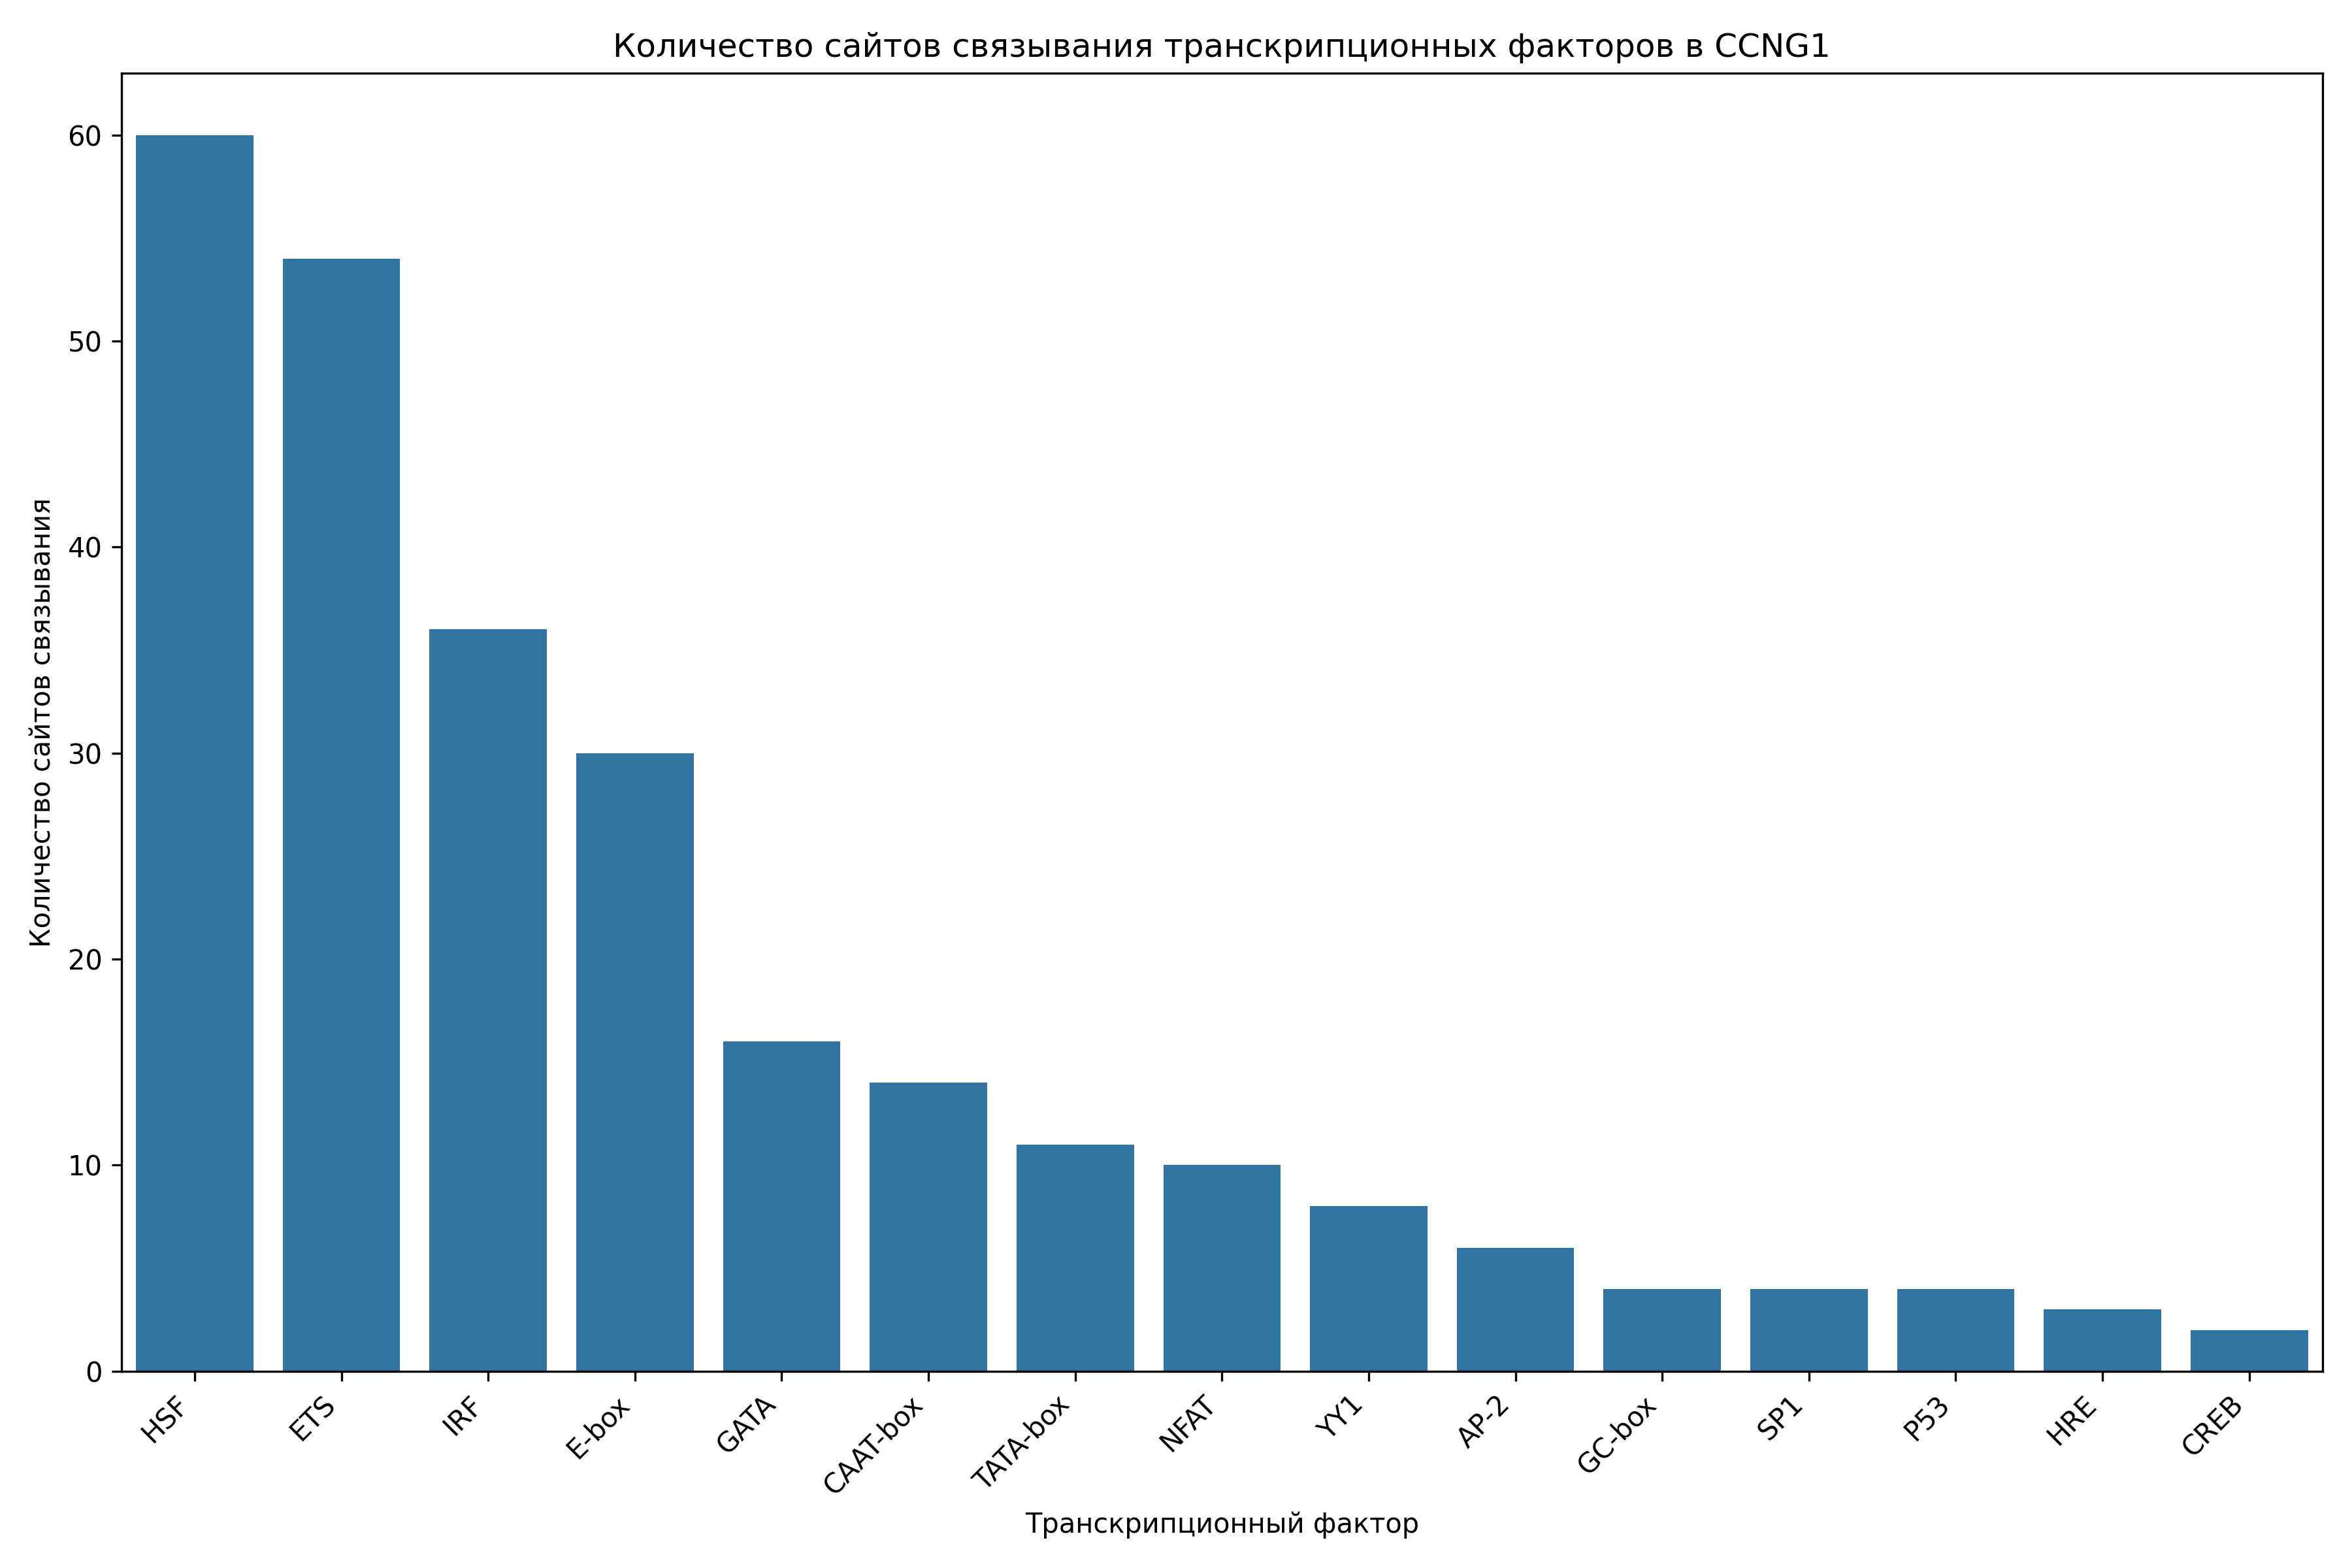 Количество сайтов связывания транскрипционных факторов в CCNG1
Количество сайтов связывания
60
50
40
30
20
10
0
HSF
ETS
IRF
E-box
GATA
CAAT-box
TATA-box
NFAT
YY1
AP-2
GC-box
SP1
P53
HRE
CREB
Транскрипционный фактор